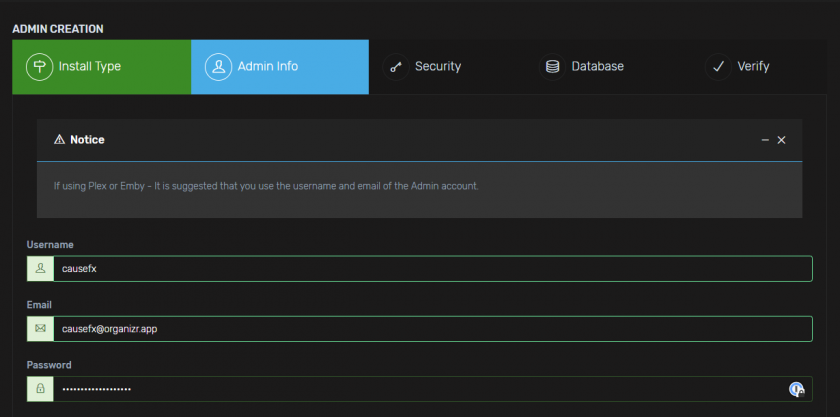 ADMIN CREATION
Install Type
Admin Info
Security
Database
Verify
Notice
If using Plex or Emby - It is suggested that you use the username and email of the Admin account.
Username
causefx
Email
causefx@organizr.app
Password
•••••••••••••••••••